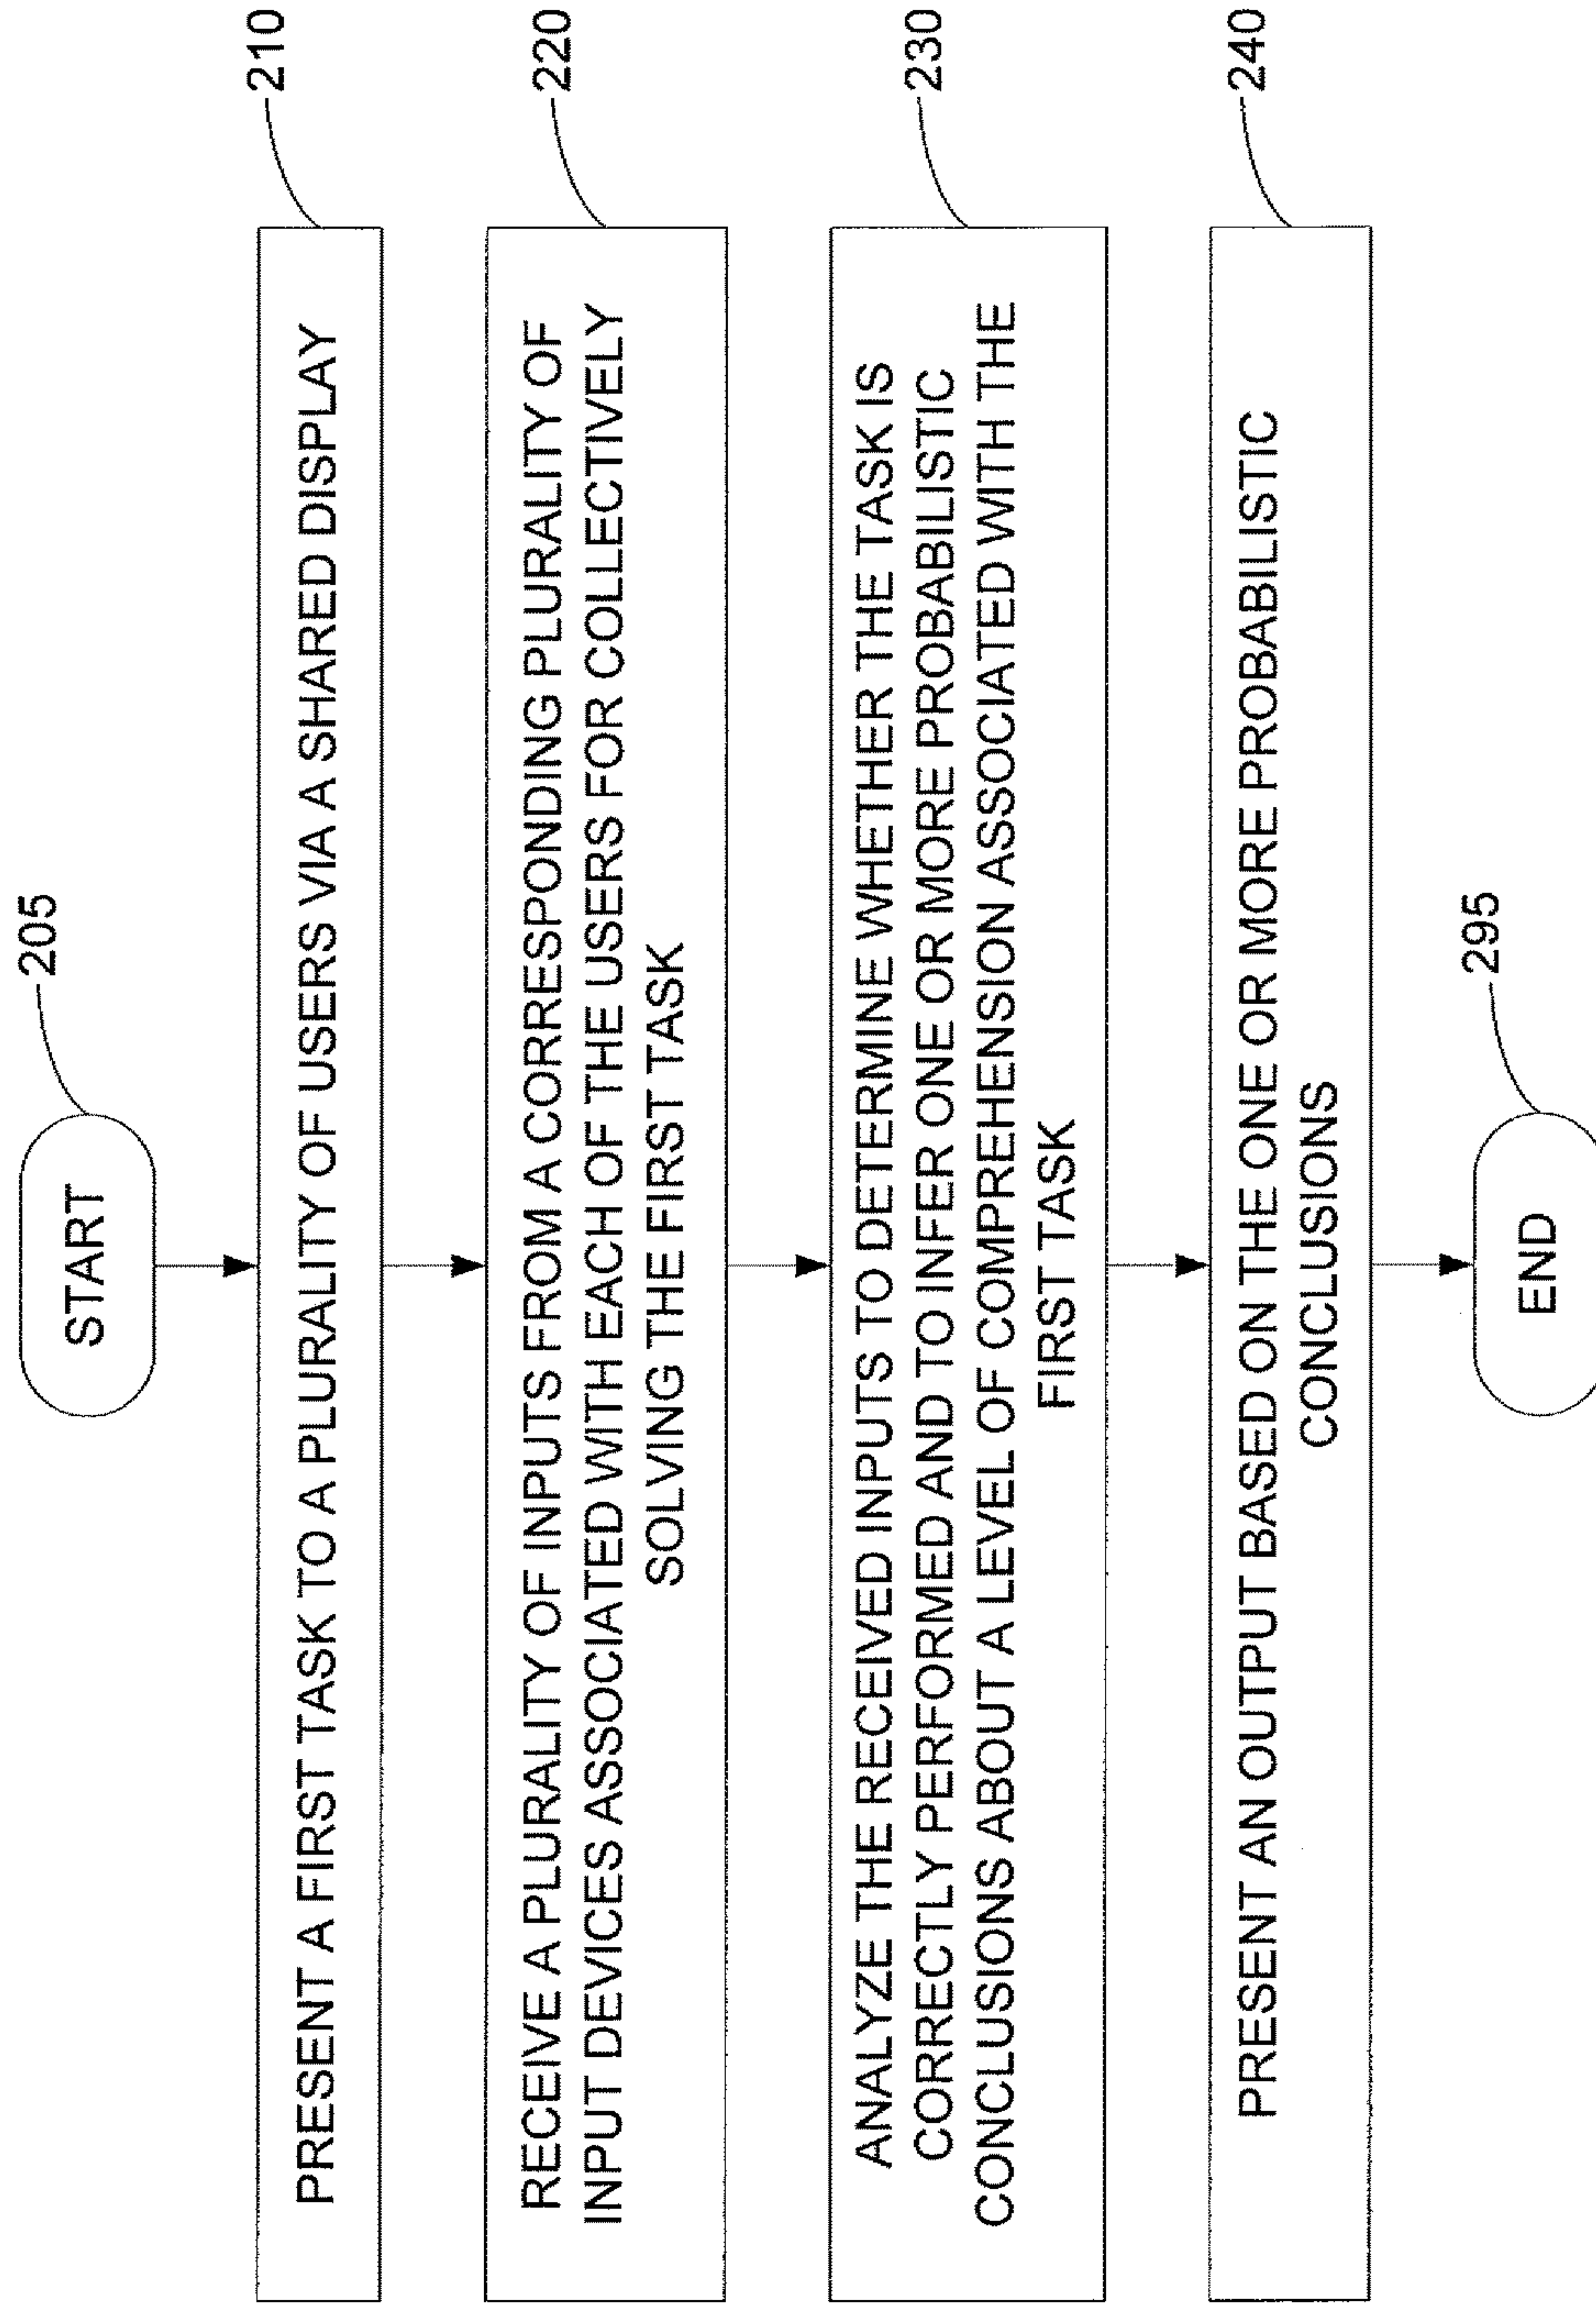 START
205
PRESENT A FIRST TASK TO A PLURALITY OF USERS VIA A SHARED DISPLAY
210
RECEIVE A PLURALITY OF INPUTS FROM A CORRESPONDING PLURALITY OF
INPUT DEVICES ASSOCIATED WITH EACH OF THE USERS FOR COLLECTIVELY
SOLVING THE FIRST TASK
220
ANALYZE THE RECEIVED INPUTS TO DETERMINE WHETHER THE TASK IS
CORRECTLY PERFORMED AND TO INFER ONE OR MORE PROBABILISTIC
CONCLUSIONS ABOUT A LEVEL OF COMPREHENSION ASSOCIATED WITH THE
FIRST TASK
230
PRESENT AN OUTPUT BASED ON THE ONE OR MORE PROBABILISTIC
CONCLUSIONS
240
END
295